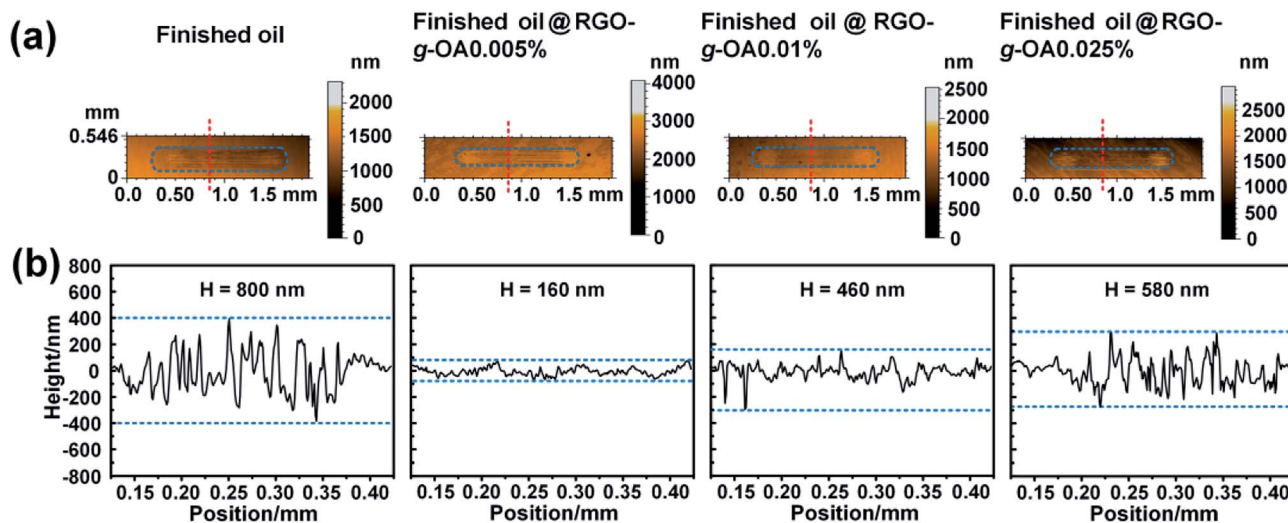 (a)
Finished oil
Finished oil @ RGO-
g-OA0.005%
Finished oil @ RGO-
g-OA0.01%
Finished oil @ RGO-
g-OA0.025%
mm
0.546
0
0.0 0.50 1.0 1.5 mm
nm
2000
1500
1000
500
0
0.0 0.50 1.0 1.5 mm
nm
4000
3000
2000
1000
0
0.0 0.50 1.0 1.5 mm
nm
2500
2000
1500
1000
500
0
0.0 0.50 1.0 1.5 mm
nm
2500
2000
1500
1000
500
0
(b)
Height/nm
800
600
400
200
0
-200
-400
-600
-800
H = 800 nm
H = 160 nm
H = 460 nm
H = 580 nm
0.15 0.20 0.25 0.30 0.35 0.40
Position/mm
0.15 0.20 0.25 0.30 0.35 0.40
Position/mm
0.15 0.20 0.25 0.30 0.35 0.40
Position/mm
0.15 0.20 0.25 0.30 0.35 0.40
Position/mm